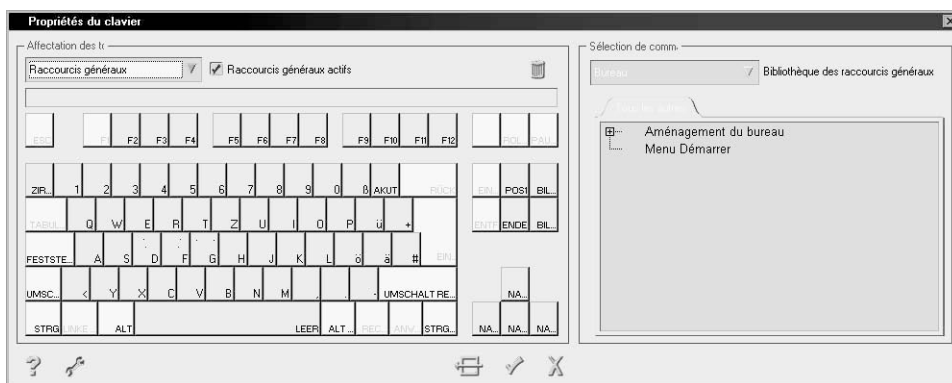 Propriétés du clavier
Affectation des tc
Raccourcis généraux
Raccourcis généraux actifs
ESC F1 F2 F3 F4 F5 F6 F7 F8 F9 F10 F11 F12 ROL PAU
ZIR... 1 2 3 4 5 6 7 8 9 0 ß AKUT RÜCK EIN... POS1 BIL...
TABUL Q W E R T Z U I O P ü + ENTF ENDE BIL...
FESTSTE... A S D F G H J K L ö ä # EIN...
UMSC... < Y X C V B N M , . - UMSCHALT RE... NA...
STRG LINKE... ALT LEER ALT ... REC... ANV... STRG... NA... NA... NA...
Sélection de comm.
Bureau
Bibliothèque des raccourcis généraux
Aménagement du bureau
Menu Démarrer